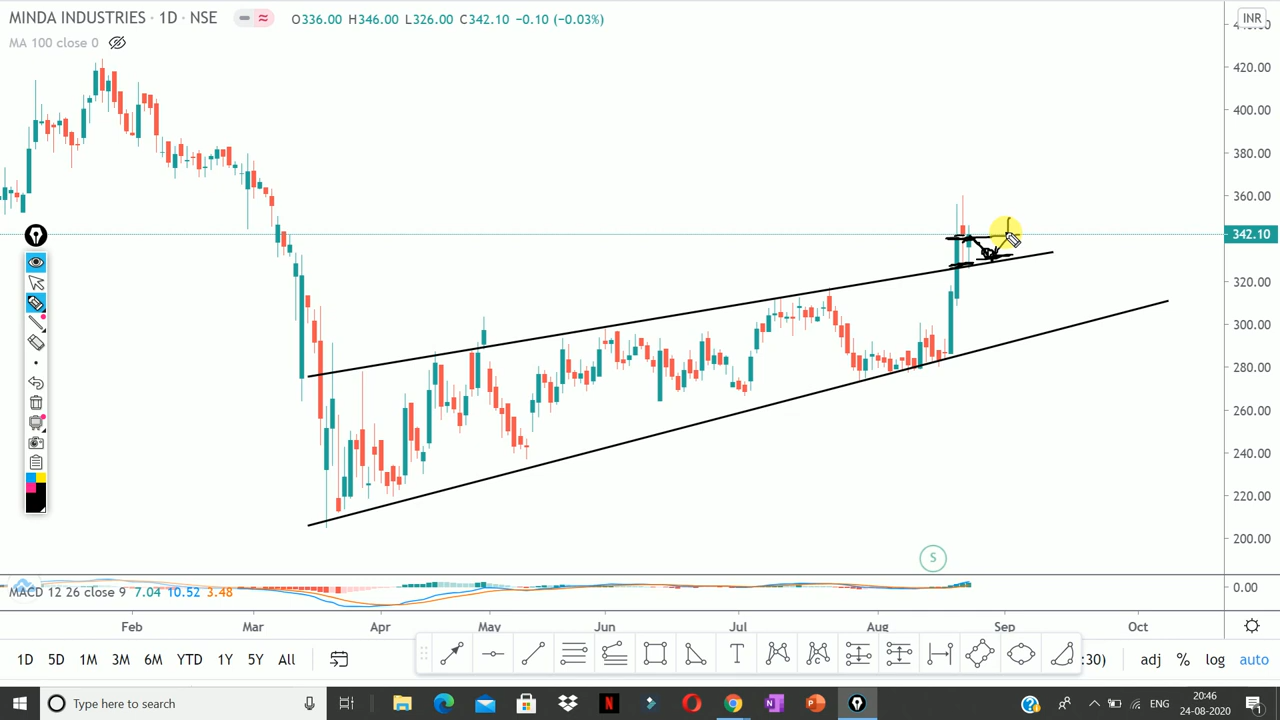 MINDA INDUSTRIES · 1D · NSE
O336.00 H346.00 L326.00 C342.10 −0.10 (−0.03%)
INR
MA 100 close 0
420.00
400.00
380.00
360.00
342.10
320.00
300.00
280.00
260.00
240.00
220.00
200.00
S
MACD 12 26 close 9 7.04 10.52 3.48
0.00
Feb Mar Apr May Jun Jul Aug Sep Oct
1D 5D 1M 3M 6M YTD 1Y 5Y All
:30) adj % log auto
Type here to search
ENG
20:46
24-08-2020